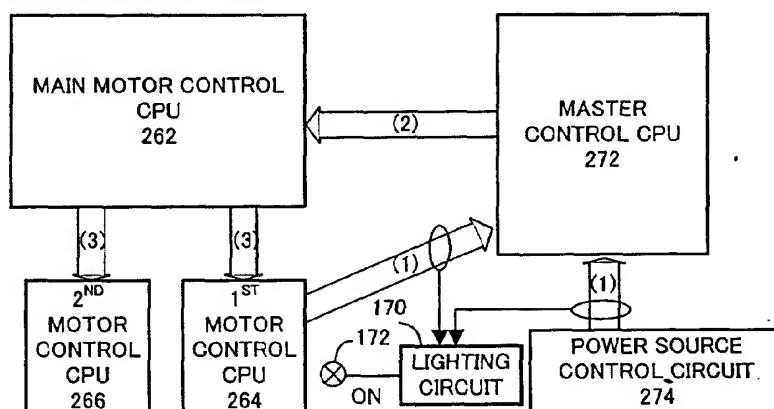 MAIN MOTOR CONTROL
CPU
262
(2)
MASTER
CONTROL CPU
272
(3)
(3)
(1)
(1)
2ND
MOTOR
CONTROL
CPU
266
1ST
MOTOR
CONTROL
CPU
264
170
172
ON
LIGHTING
CIRCUIT
POWER SOURCE
CONTROL CIRCUIT
274